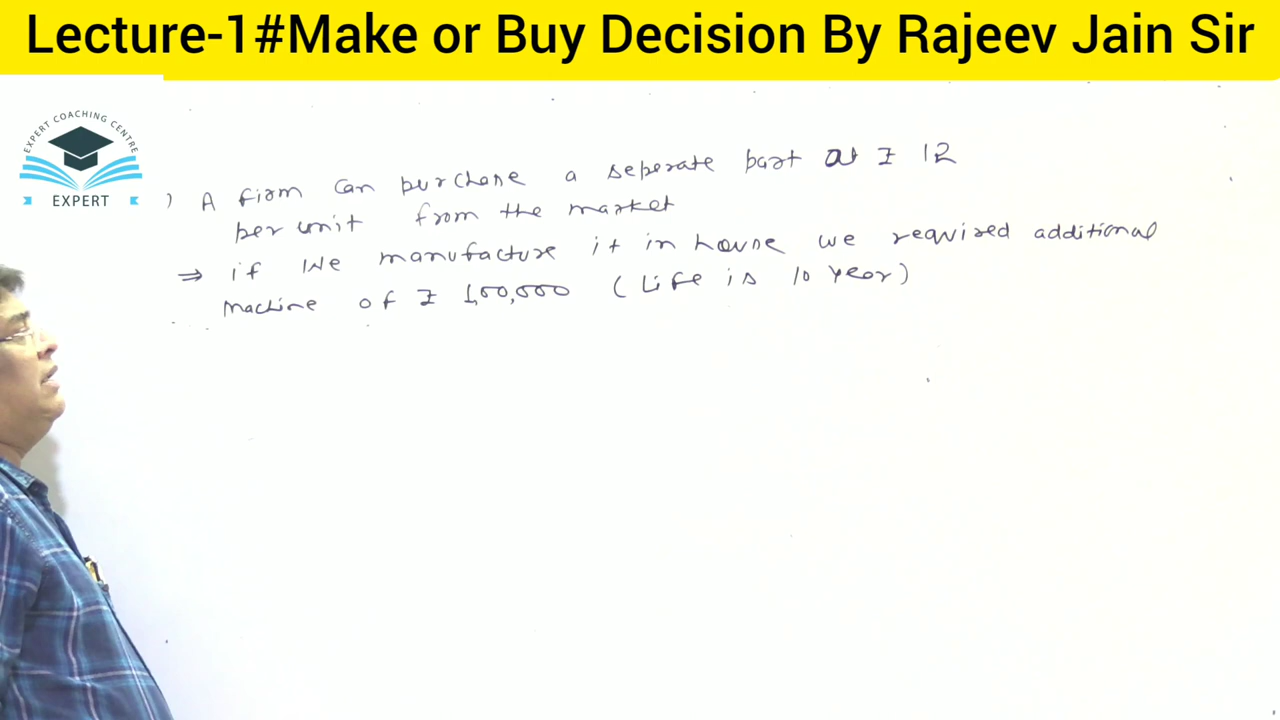 Lecture-1#Make or Buy Decision By Rajeev Jain Sir
EXPERT COACHING CENTRE
EXPERT
) A firm can purchase a seperate part at ₹ 12
per unit from the market
⇒ if we manufacture it in house we required additional
machine of ₹ 1,00,000 (Life is 10 year)